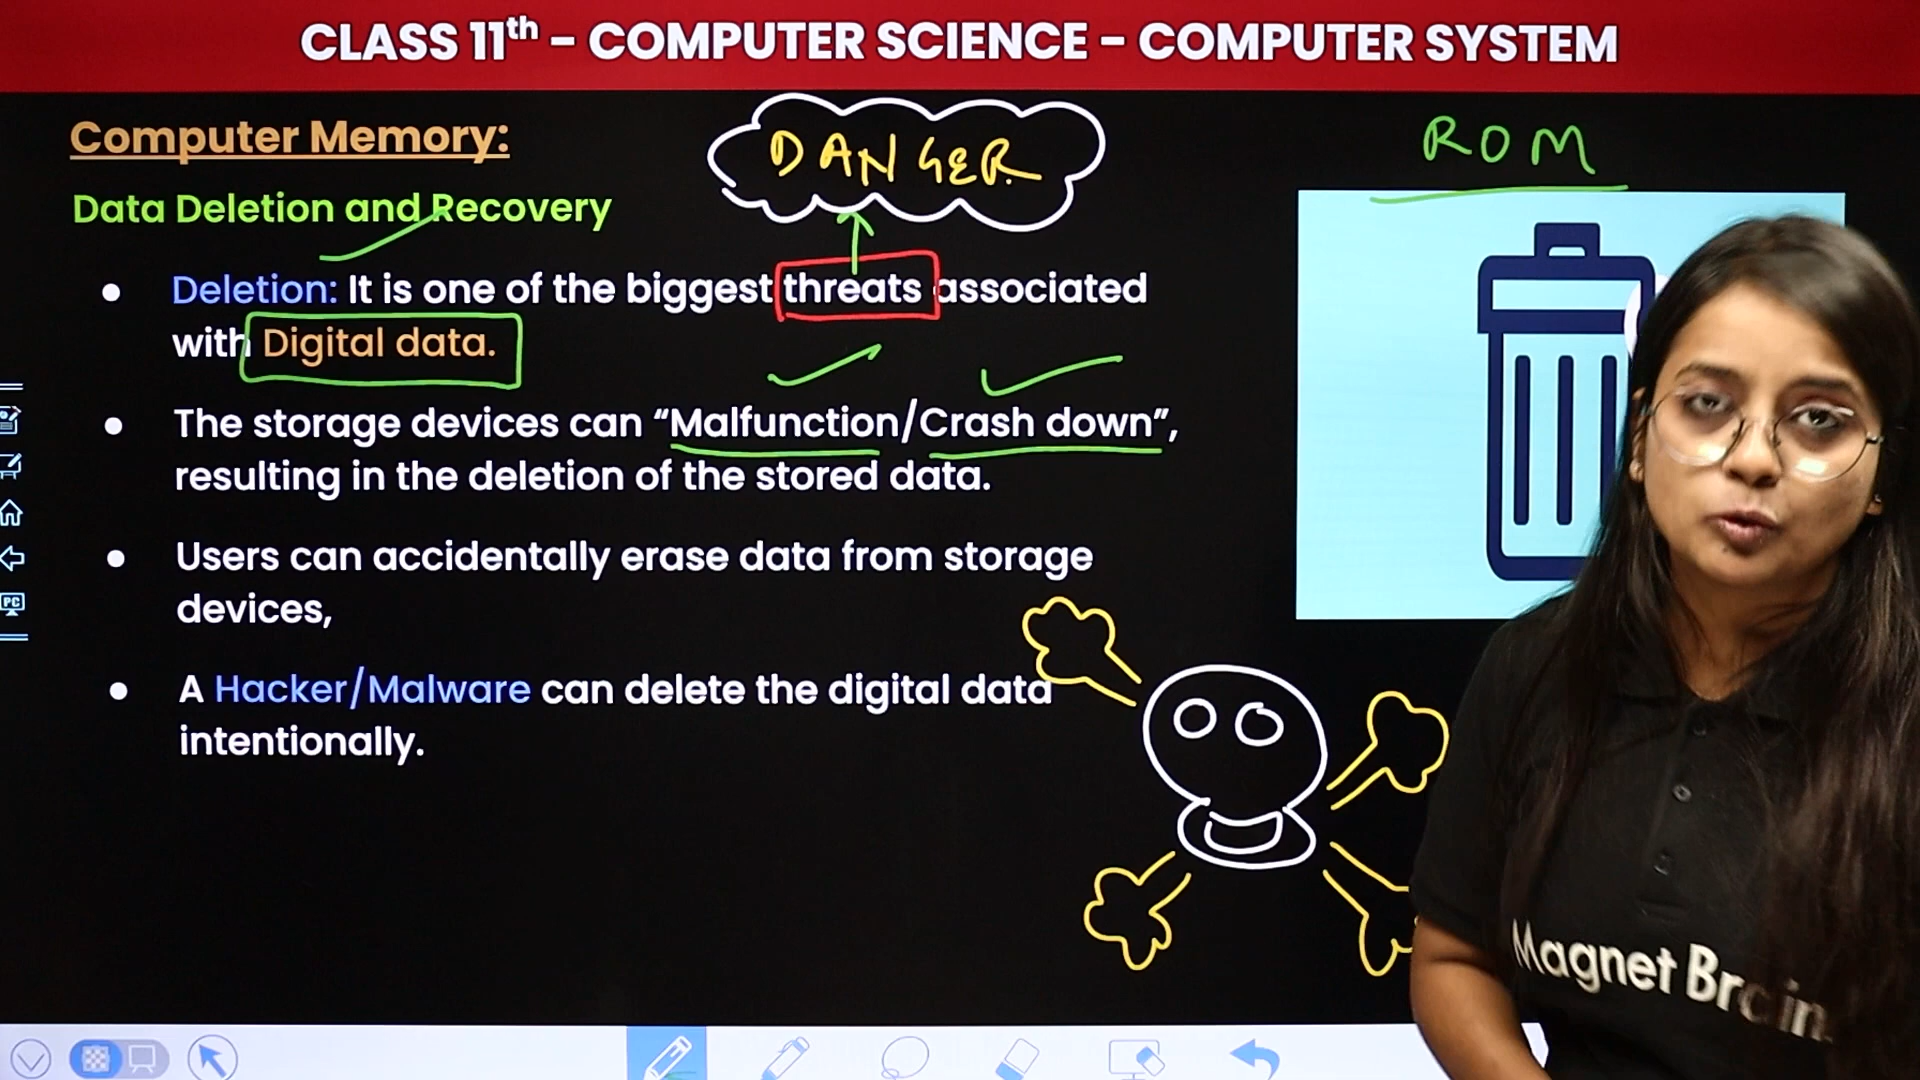 CLASS 11th - COMPUTER SCIENCE - COMPUTER SYSTEM
Computer Memory:
DANGER
ROM
Data Deletion and Recovery
● Deletion: It is one of the biggest threats associated
with Digital data.
● The storage devices can “Malfunction/Crash down”,
resulting in the deletion of the stored data.
● Users can accidentally erase data from storage
devices,
● A Hacker/Malware can delete the digital data
intentionally.
PC
Magnet Brain